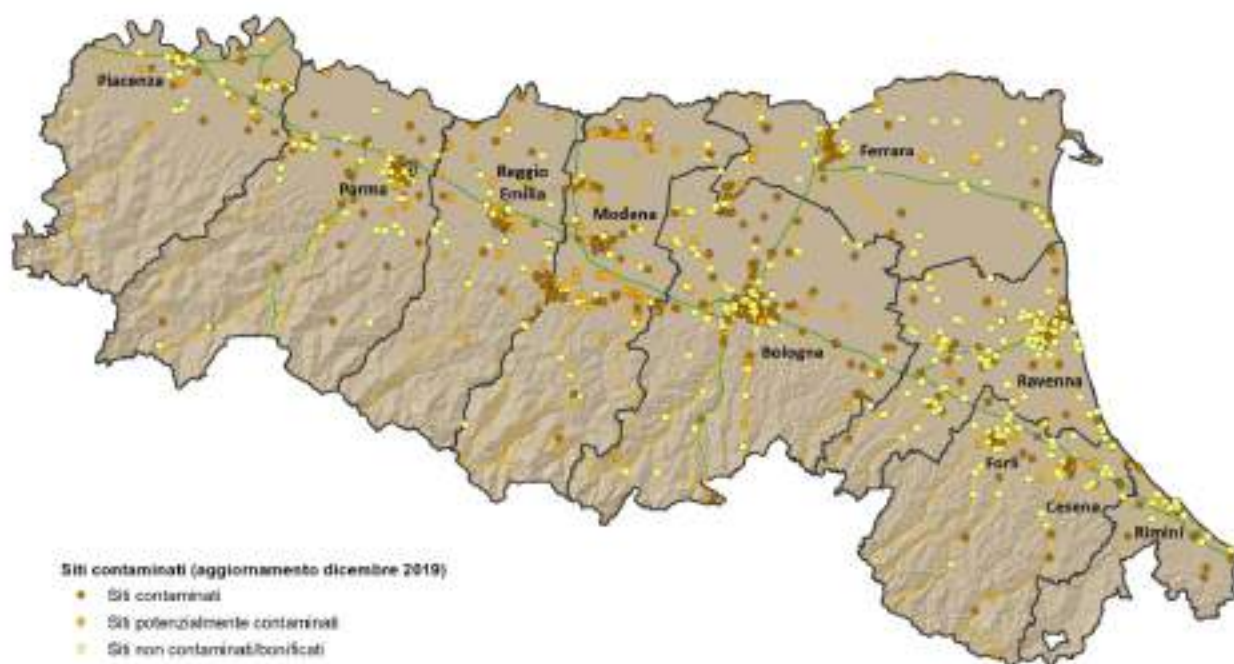 Piacenza
Parma
Reggio
Emilia
Modena
Ferrara
Bologna
Ravenna
Forlì
Cesena
Rimini
Siti contaminati (aggiornamento dicembre 2019)
Siti contaminati
Siti potenzialmente contaminati
Siti non contaminati/bonificati